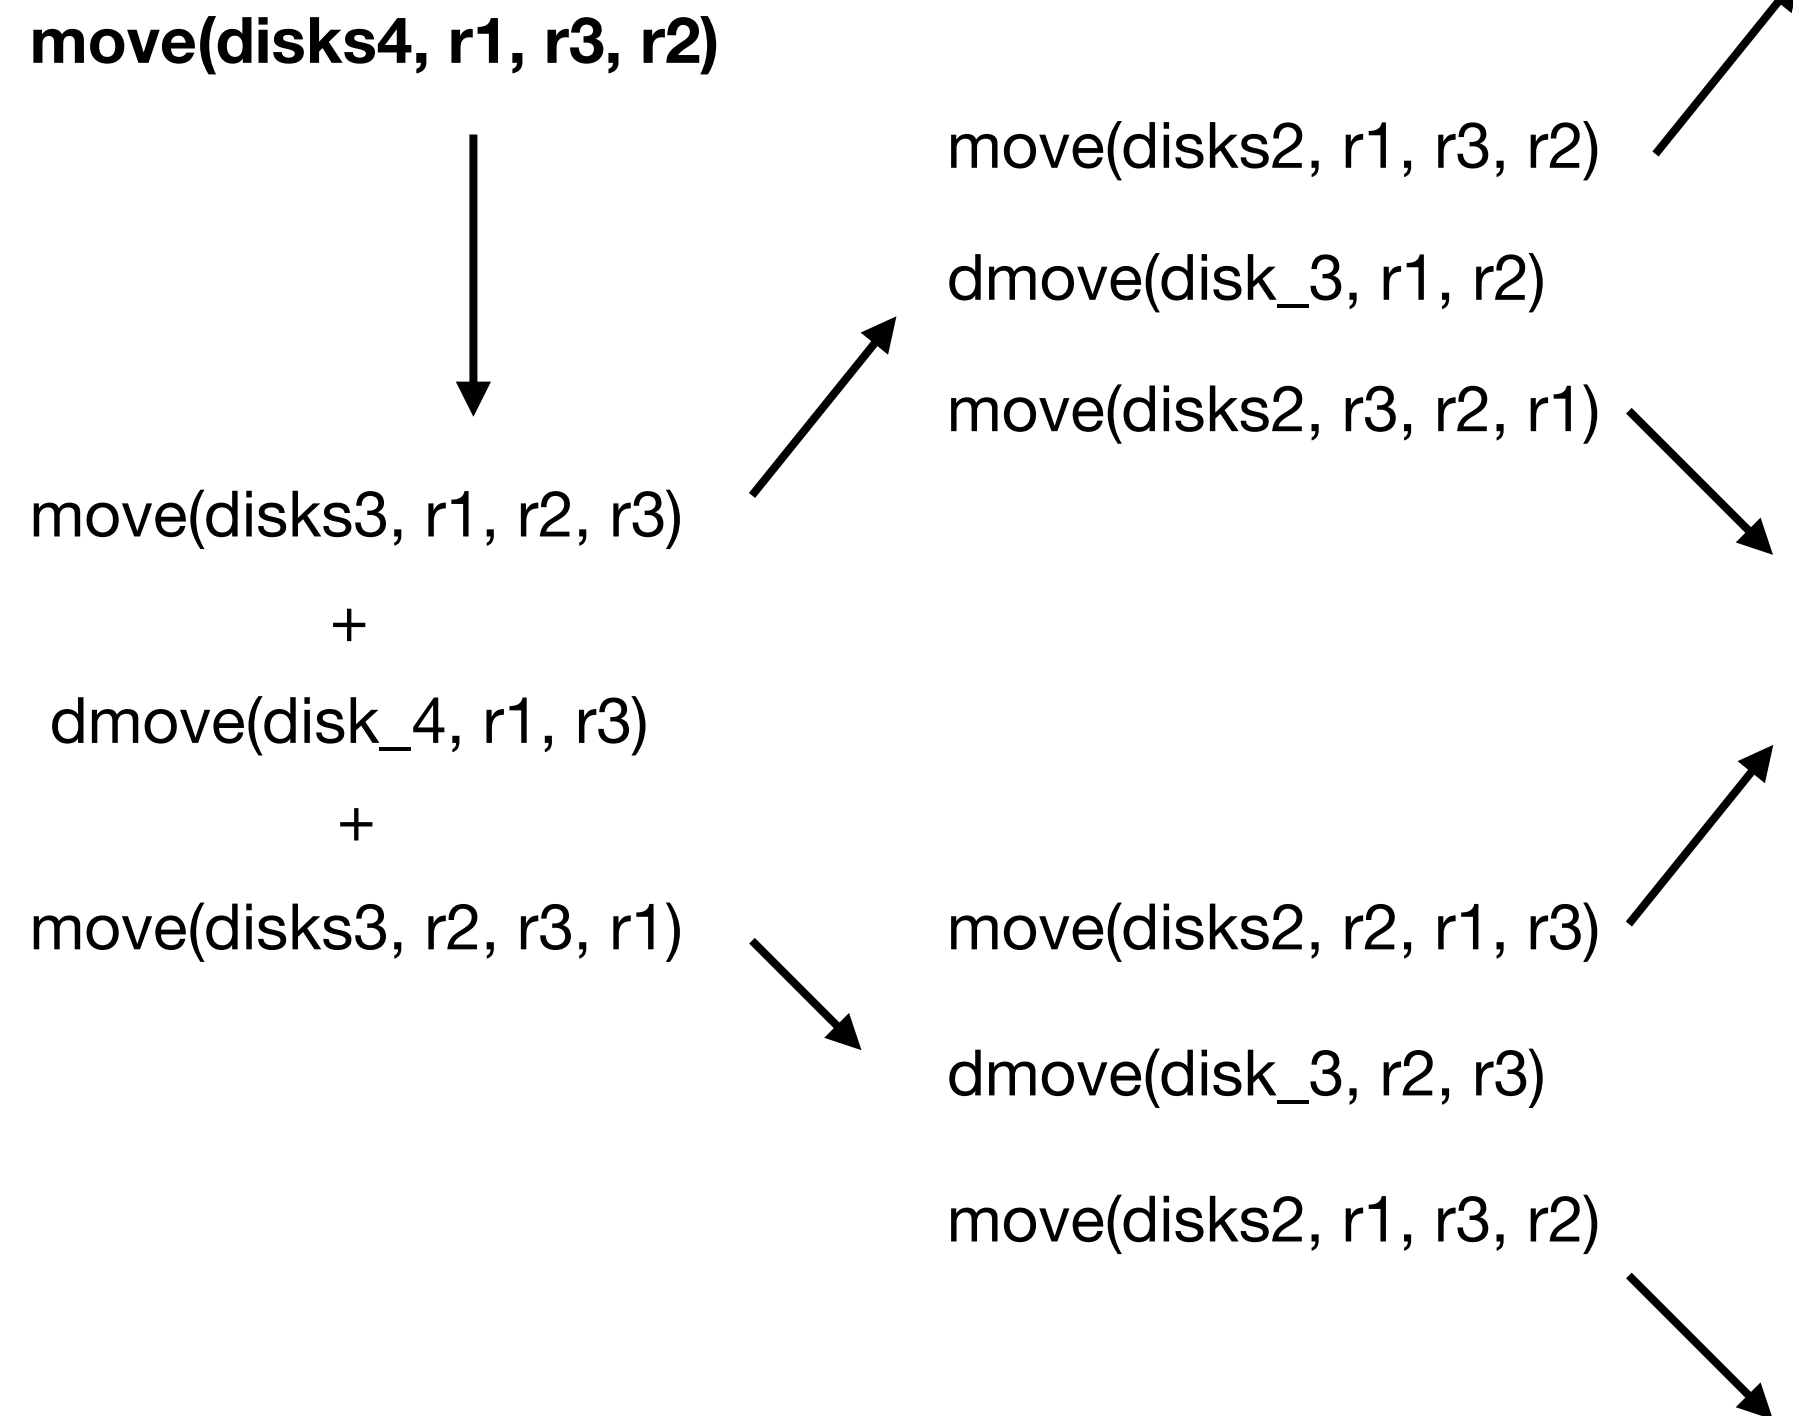 move(disks4, r1, r3, r2)
move(disks3, r1, r2, r3)
+
dmove(disk_4, r1, r3)
+
move(disks3, r2, r3, r1)
move(disks2, r1, r3, r2)
dmove(disk_3, r1, r2)
move(disks2, r3, r2, r1)
move(disks2, r2, r1, r3)
dmove(disk_3, r2, r3)
move(disks2, r1, r3, r2)